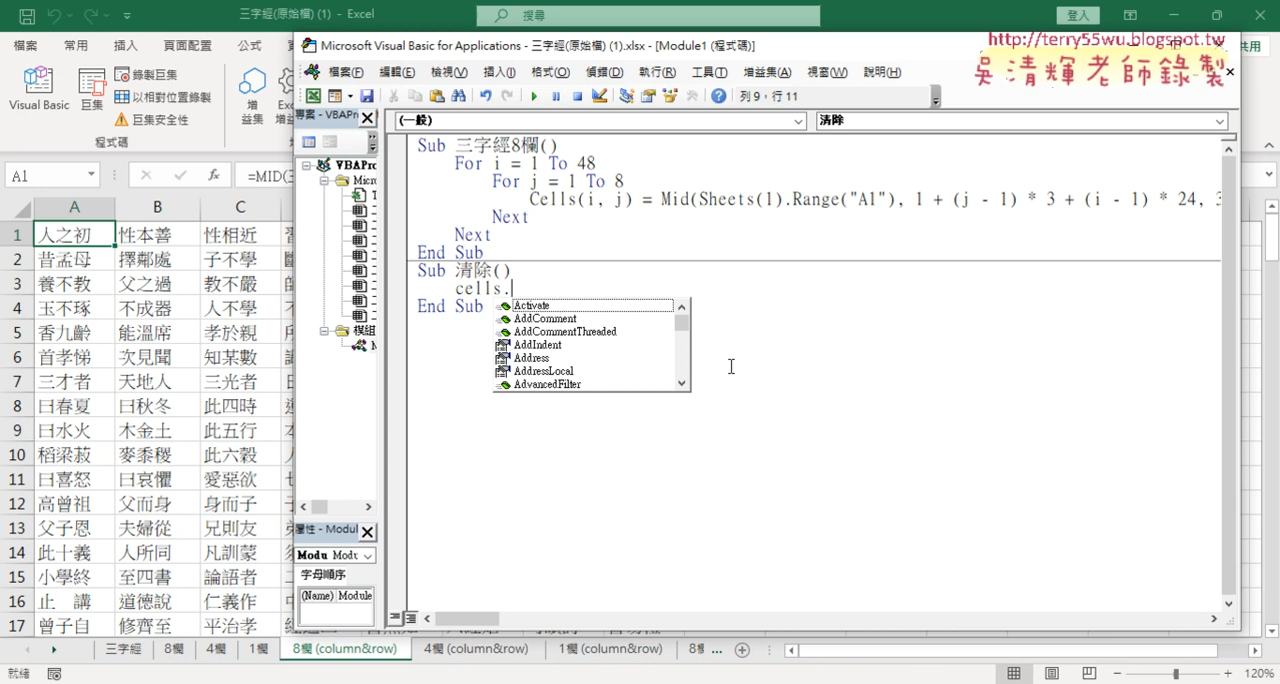 三字經(原始檔) (1) - Excel
搜尋
登入
檔案
常用
插入
頁面配置
公式
共用
Visual Basic
巨集
錄製巨集
以相對位置錄製
巨集安全性
程式碼
增
益集
Microsoft Visual Basic for Applications - 三字經(原始檔) (1).xlsx - [Module1 (程式碼)]
http://terry55wu.blogspot.tw
吳清輝老師錄製
檔案(F)
編輯(E)
檢視(V)
插入(I)
格式(O)
偵錯(D)
執行(R)
工具(T)
增益集(A)
視窗(W)
說明(H)
列 9，行 11
專案 - VBAPro
(一般)
清除
VBAPro
Micro
模組
Sub 三字經8欄()
For i = 1 To 48
For j = 1 To 8
Cells(i, j) = Mid(Sheets(1).Range("A1"), 1 + (j - 1) * 3 + (i - 1) * 24, 3
Next
Next
End Sub
Sub 清除()
cells.
End Sub
Activate
AddComment
AddCommentThreaded
AddIndent
Address
AddressLocal
AdvancedFilter
屬性 - Modul
Modu Modu
字母順序
(Name) Module
A1
fx
=MID(三
A B C
1 人之初 性本善 性相近
2 昔孟母 擇鄰處 子不學
3 養不教 父之過 教不嚴
4 玉不琢 不成器 人不學
5 香九齡 能溫席 孝於親
6 首孝悌 次見聞 知某數
7 三才者 天地人 三光者
8 曰春夏 曰秋冬 此四時
9 曰水火 木金土 此五行
10 稻梁菽 麥黍稷 此六穀
11 曰喜怒 曰哀懼 愛惡欲
12 高曾祖 父而身 身而子
13 父子恩 夫婦從 兄則友
14 此十義 人所同 凡訓蒙
15 小學終 至四書 論語者
16 止　講 道德說 仁義作
17 曾子自 修齊至 平治孝
三字經
8欄
4欄
1欄
8欄 (column&row)
4欄 (column&row)
1欄 (column&row)
8欄 ...
就緒
120%